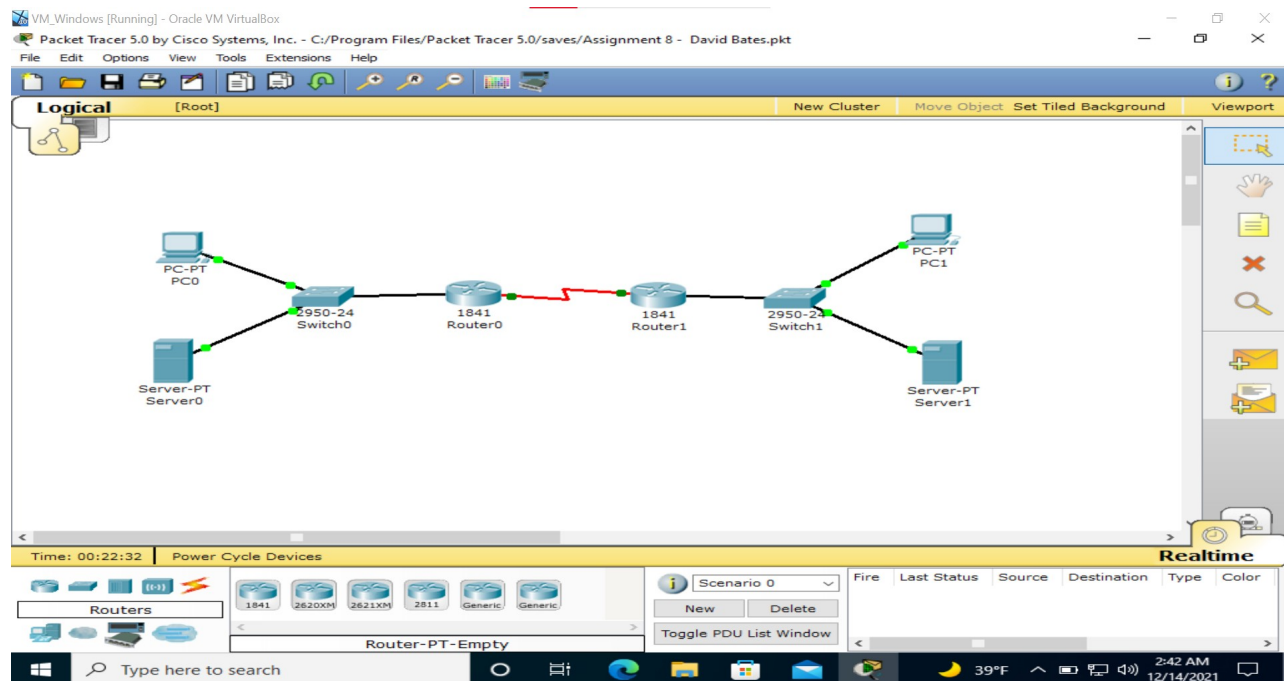 VM_Windows [Running] - Oracle VM VirtualBox
Packet Tracer 5.0 by Cisco Systems, Inc. - C:/Program Files/Packet Tracer 5.0/saves/Assignment 8 - David Bates.pkt
File Edit Options View Tools Extensions Help
Logical [Root] New Cluster Move Object Set Tiled Background Viewport
PC-PT
PC0
2950-24
Switch0
Server-PT
Server0
1841
Router0
1841
Router1
2950-24
Switch1
PC-PT
PC1
Server-PT
Server1
Time: 00:22:32 Power Cycle Devices Realtime
Routers
1841 2620XM 2621XM 2811 Generic Generic
Router-PT-Empty
Scenario 0
New Delete
Toggle PDU List Window
Fire Last Status Source Destination Type Color
Type here to search
39°F
2:42 AM
12/14/2021